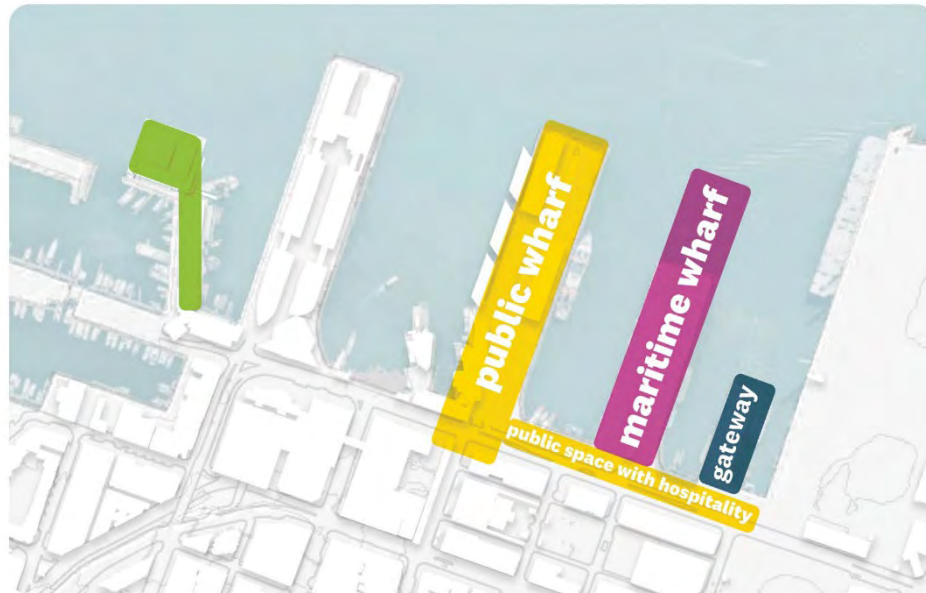 public wharf
maritime wharf
gateway
public space with hospitality